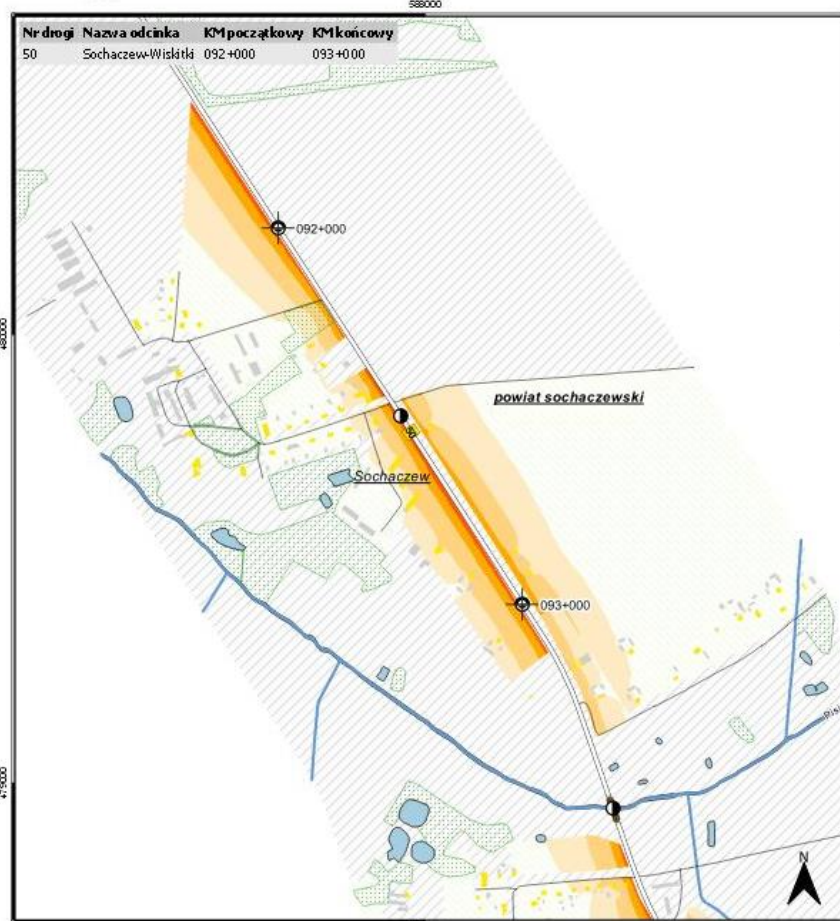 588000
Nr drogi Nazwa odcinka KM początkowy KM końcowy
50 Sochaczew-Wiskitki 092+000 093+000
092+000
480000
powiat sochaczewski
50
Sochaczew
093+000
479000
N